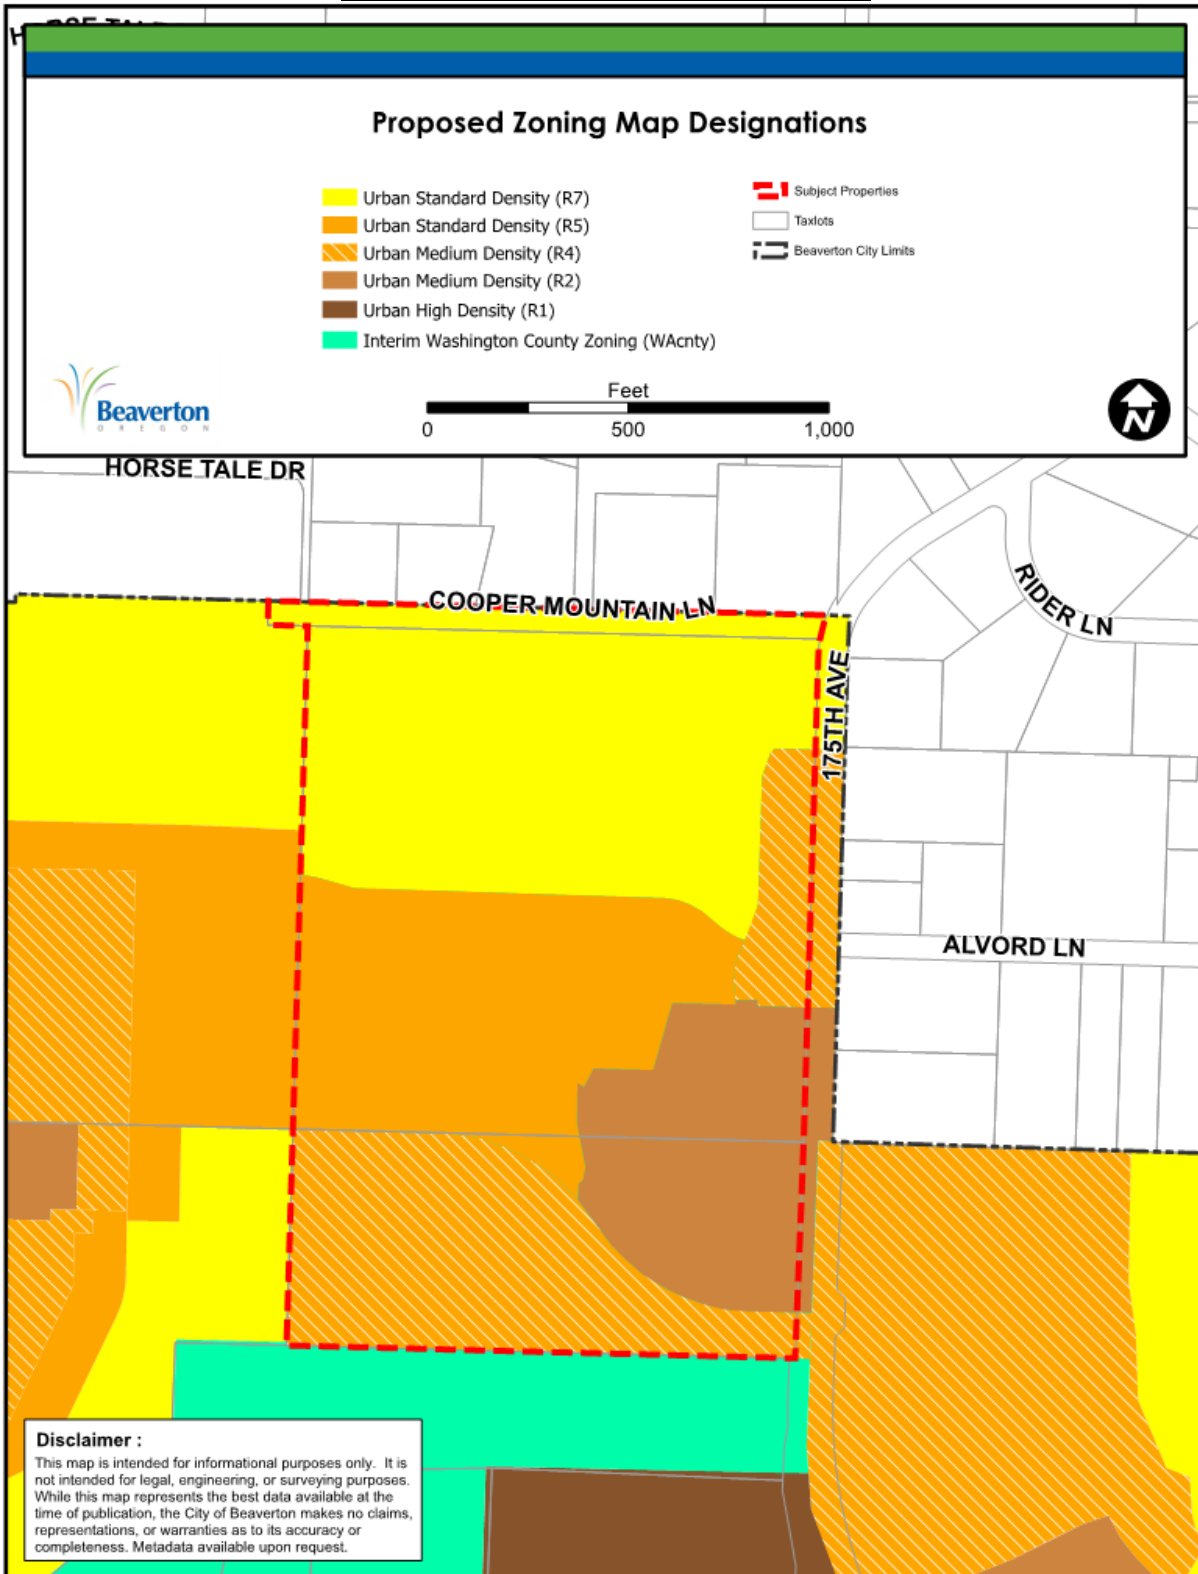 Proposed Zoning Map Designations
Urban Standard Density (R7)
Urban Standard Density (R5)
Urban Medium Density (R4)
Urban Medium Density (R2)
Urban High Density (R1)
Interim Washington County Zoning (WAcnty)
Subject Properties
Taxlots
Beaverton City Limits
Beaverton
OREGON
Feet
0 500 1,000
N
HORSE TALE DR
COOPER MOUNTAIN LN
RIDER LN
175TH AVE
ALVORD LN
Disclaimer :
This map is intended for informational purposes only. It is
not intended for legal, engineering, or surveying purposes.
While this map represents the best data available at the
time of publication, the City of Beaverton makes no claims,
representations, or warranties as to its accuracy or
completeness. Metadata available upon request.